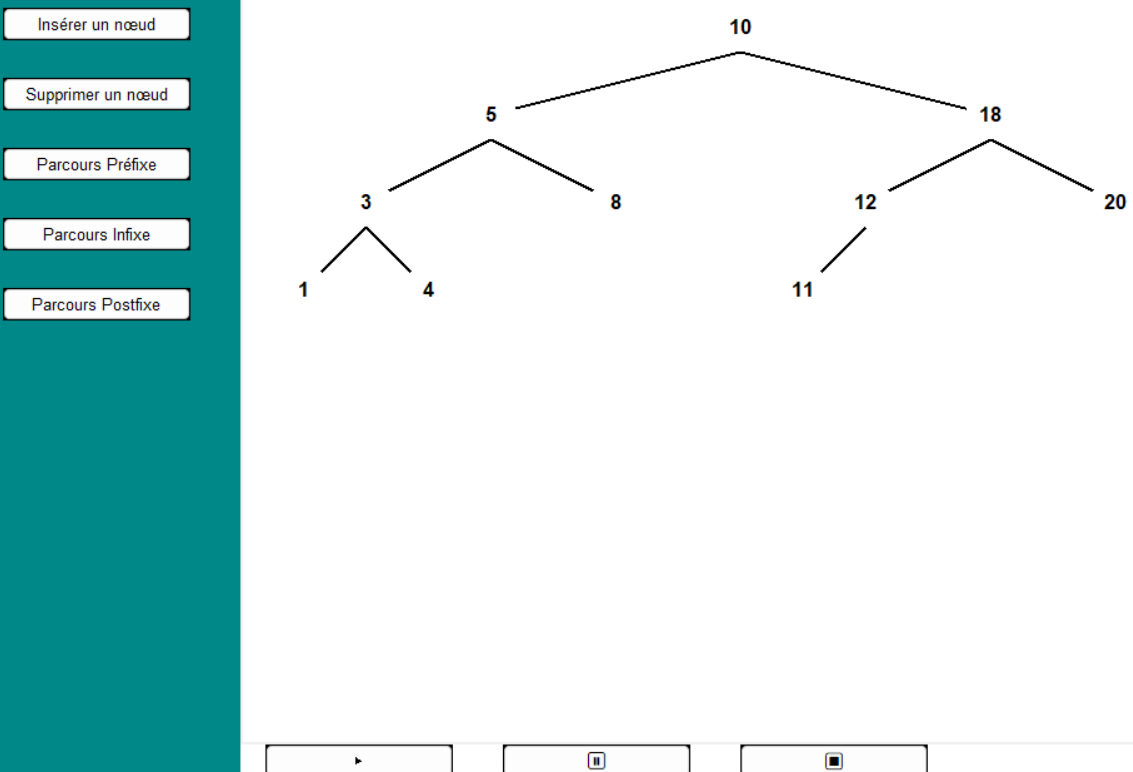 Insérer un nœud
Supprimer un nœud
Parcours Préfixe
Parcours Infixe
Parcours Postfixe
10
5 18
3 8 12 20
1 4 11